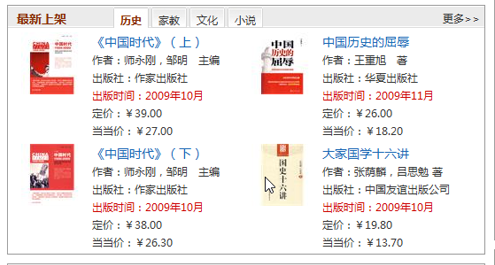 最新上架 历史 家教 文化 小说 更多>>
《中国时代》（上）
作者：师永刚，邹明 主编
出版社：作家出版社
出版时间：2009年10月
定价：￥39.00
当当价：￥27.00
中国历史的屈辱
作者：王重旭 著
出版社：华夏出版社
出版时间：2009年11月
定价：￥26.00
当当价：￥18.20
《中国时代》（下）
作者：师永刚，邹明 主编
出版社：作家出版社
出版时间：2009年10月
定价：￥38.00
当当价：￥26.30
大家国学十六讲
作者：张荫麟，吕思勉 著
出版社：中国友谊出版公司
出版时间：2009年10月
定价：￥19.80
当当价：￥13.70
中国
历史的
屈辱
国史十六讲